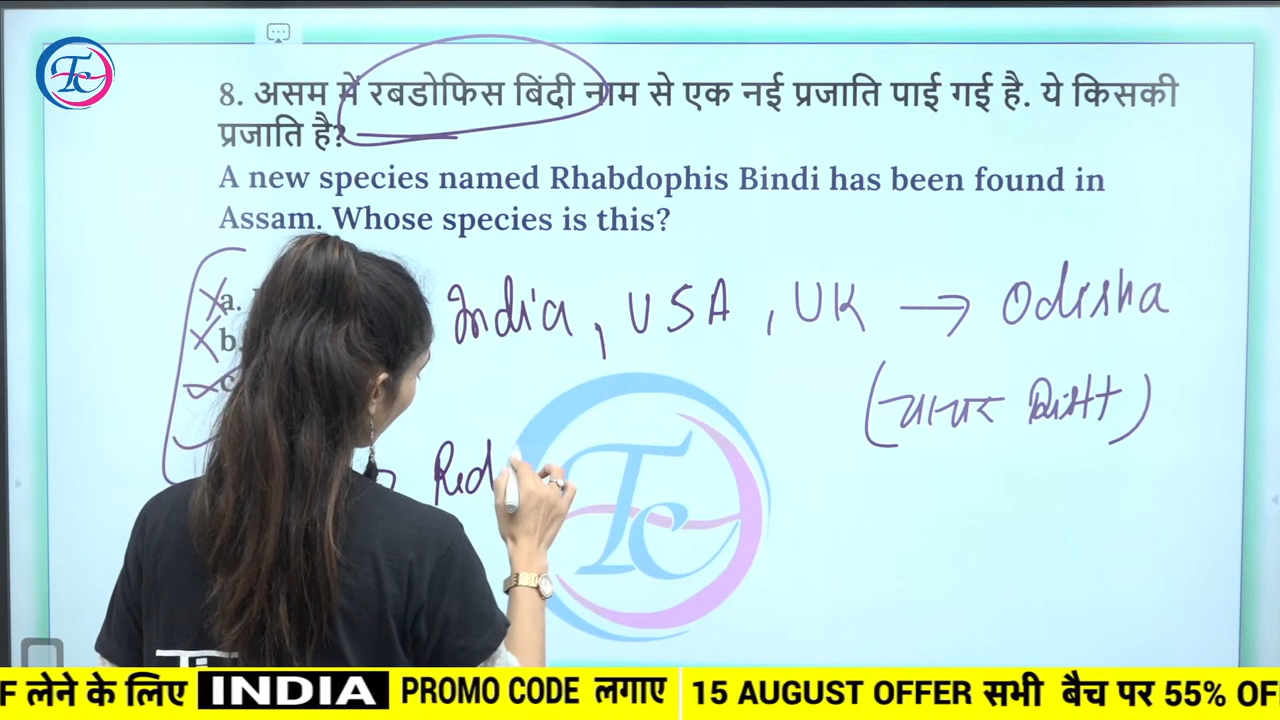 Tc
8. असम में रबडोफिस बिंदी नाम से एक नई प्रजाति पाई गई है. ये किसकी
प्रजाति है?
A new species named Rhabdophis Bindi has been found in
Assam. Whose species is this?
a.
b.
c
India, USA, UK → Odisha
Red
Tc
F लेने के लिए INDIA PROMO CODE लगाए 15 AUGUST OFFER सभी बैच पर 55% OF